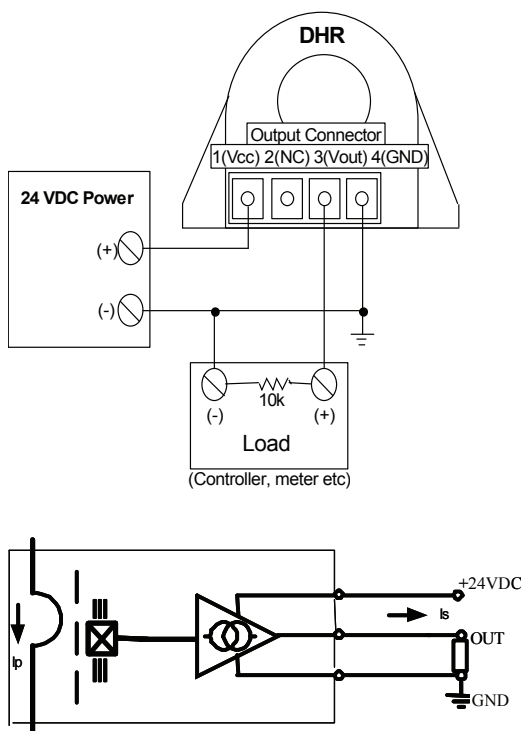 DHR
Output Connector
1(Vcc) 2(NC) 3(Vout) 4(GND)
24 VDC Power
(+)
(-)
10k
(-) (+)
Load
(Controller, meter etc)
+24VDC
Is
OUT
Ip
GND